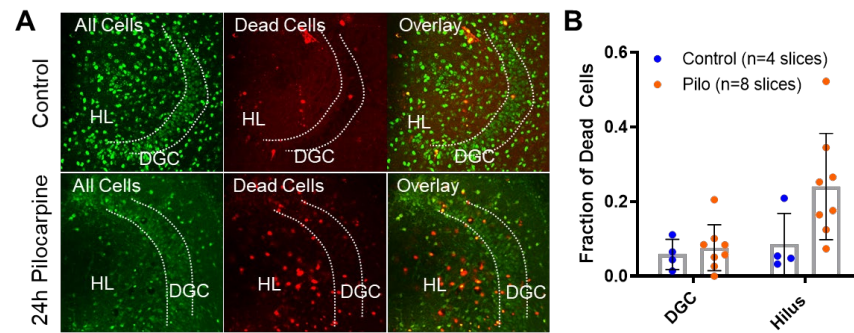 A
All Cells
Dead Cells
Overlay
Control
HL
DGC
HL
DGC
HL
DGC
24h Pilocarpine
All Cells
Dead Cells
Overlay
HL
DGC
HL
DGC
HL
DGC
B
Control (n=4 slices)
Pilo (n=8 slices)
Fraction of Dead Cells
0.6
0.4
0.2
0.0
DGC
Hilus